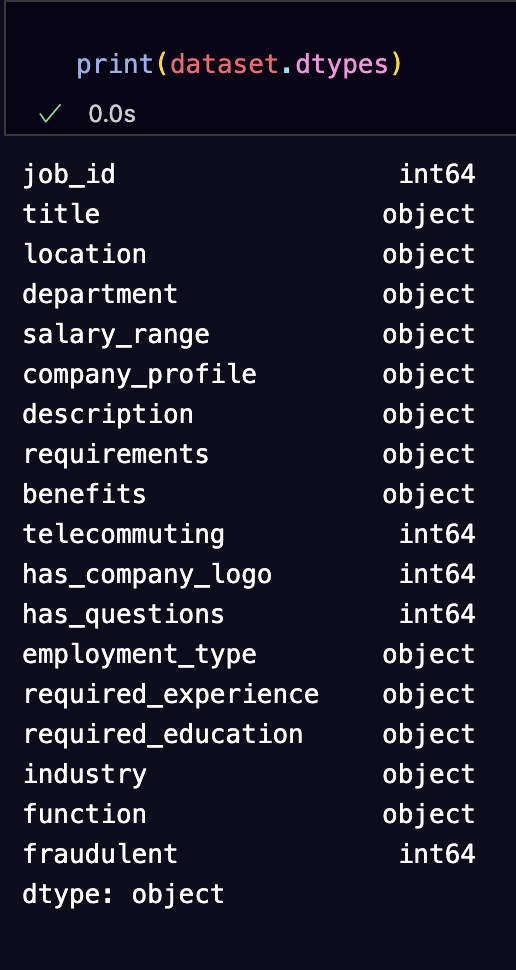 print(dataset.dtypes)
0.0s
job_id int64
title object
location object
department object
salary_range object
company_profile object
description object
requirements object
benefits object
telecommuting int64
has_company_logo int64
has_questions int64
employment_type object
required_experience object
required_education object
industry object
function object
fraudulent int64
dtype: object